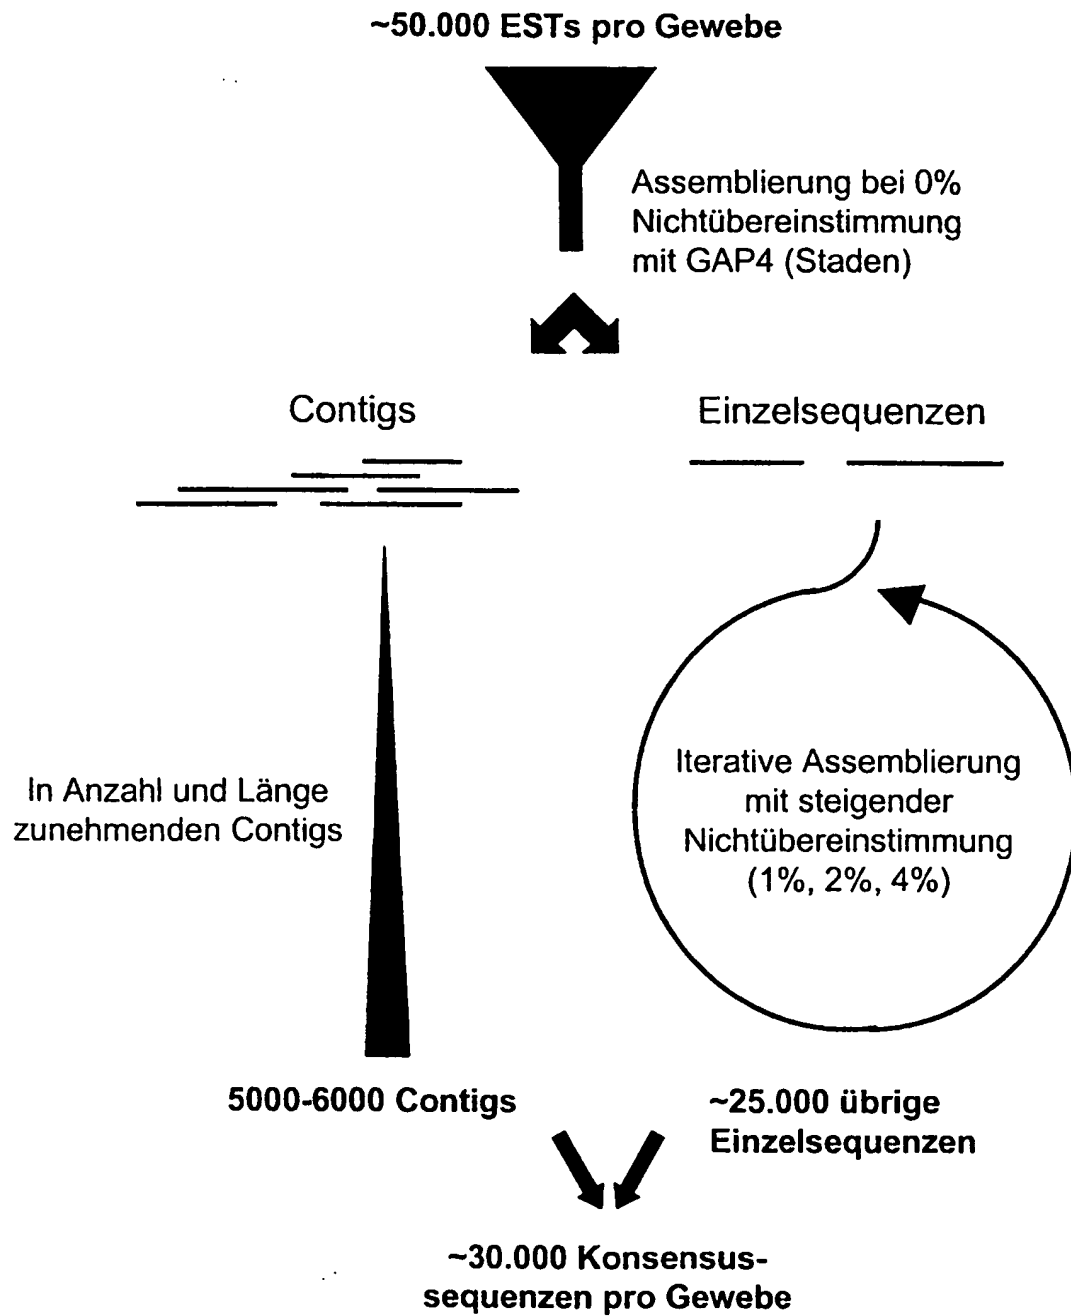 ~50.000 ESTs pro Gewebe
Assemblierung bei 0%
Nichtübereinstimmung
mit GAP4 (Staden)
Contigs
Einzelsequenzen
In Anzahl und Länge
zunehmenden Contigs
Iterative Assemblierung
mit steigender
Nichtübereinstimmung
(1%, 2%, 4%)
5000-6000 Contigs
~25.000 übrige
Einzelsequenzen
~30.000 Konsensus-
sequenzen pro Gewebe